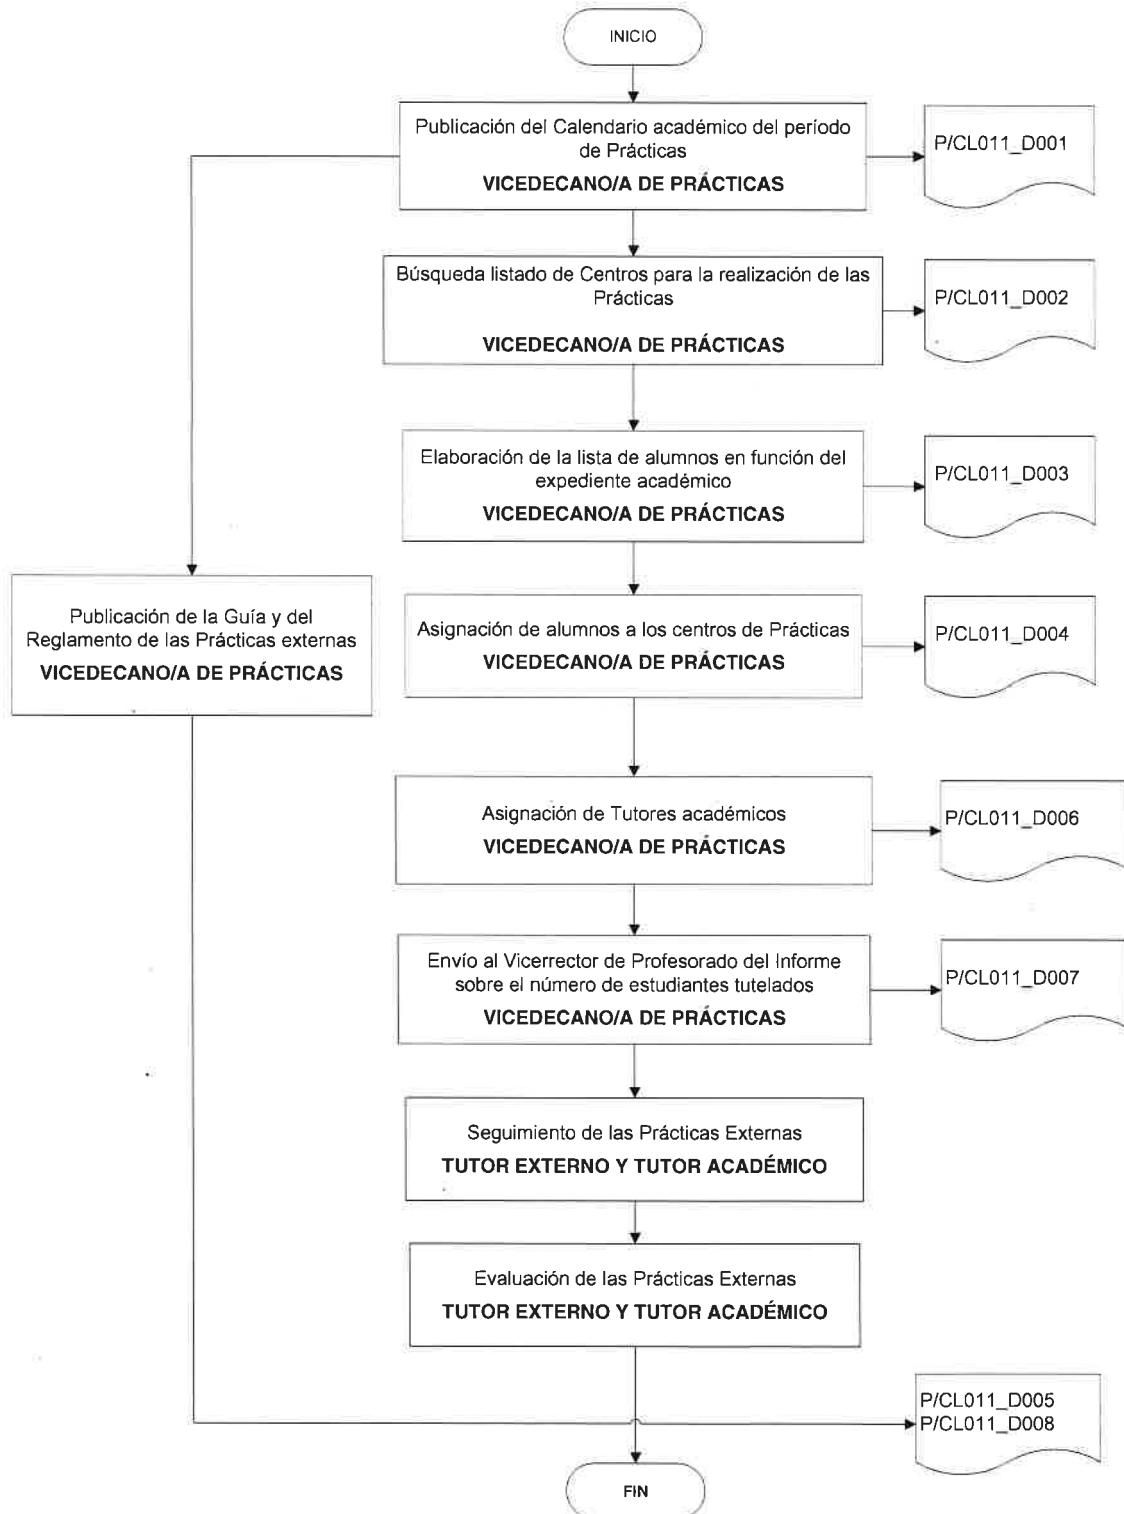 INICIO
Publicación del Calendario académico del período
de Prácticas
VICEDECANO/A DE PRÁCTICAS
P/CL011_D001
Búsqueda listado de Centros para la realización de las
Prácticas
VICEDECANO/A DE PRÁCTICAS
P/CL011_D002
Elaboración de la lista de alumnos en función del
expediente académico
VICEDECANO/A DE PRÁCTICAS
P/CL011_D003
Publicación de la Guía y del
Reglamento de las Prácticas externas
VICEDECANO/A DE PRÁCTICAS
Asignación de alumnos a los centros de Prácticas
VICEDECANO/A DE PRÁCTICAS
P/CL011_D004
Asignación de Tutores académicos
VICEDECANO/A DE PRÁCTICAS
P/CL011_D006
Envío al Vicerrector de Profesorado del Informe
sobre el número de estudiantes tutelados
VICEDECANO/A DE PRÁCTICAS
P/CL011_D007
Seguimiento de las Prácticas Externas
TUTOR EXTERNO Y TUTOR ACADÉMICO
Evaluación de las Prácticas Externas
TUTOR EXTERNO Y TUTOR ACADÉMICO
P/CL011_D005
P/CL011_D008
FIN